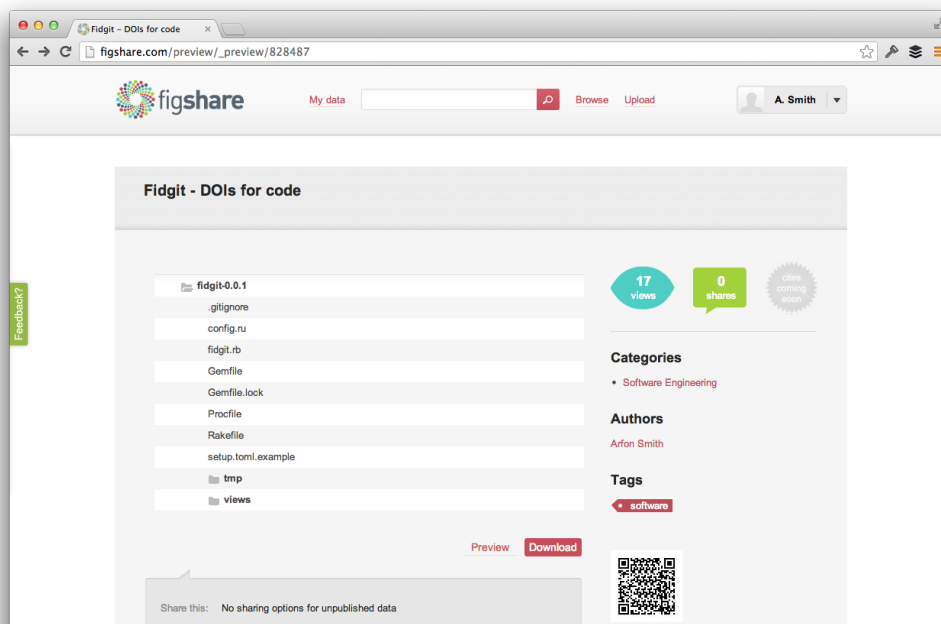 Fidgit - DOIs for code
figshare.com/preview/_preview/828487
figshare
My data
Browse
Upload
A. Smith
Fidgit - DOIs for code
Feedback?
fidgit-0.0.1
.gitignore
config.ru
fidgit.rb
Gemfile
Gemfile.lock
Procfile
Rakefile
setup.toml.example
tmp
views
Preview
Download
Share this: No sharing options for unpublished data
17
views
0
shares
cites
coming
soon
Categories
Software Engineering
Authors
Arfon Smith
Tags
software